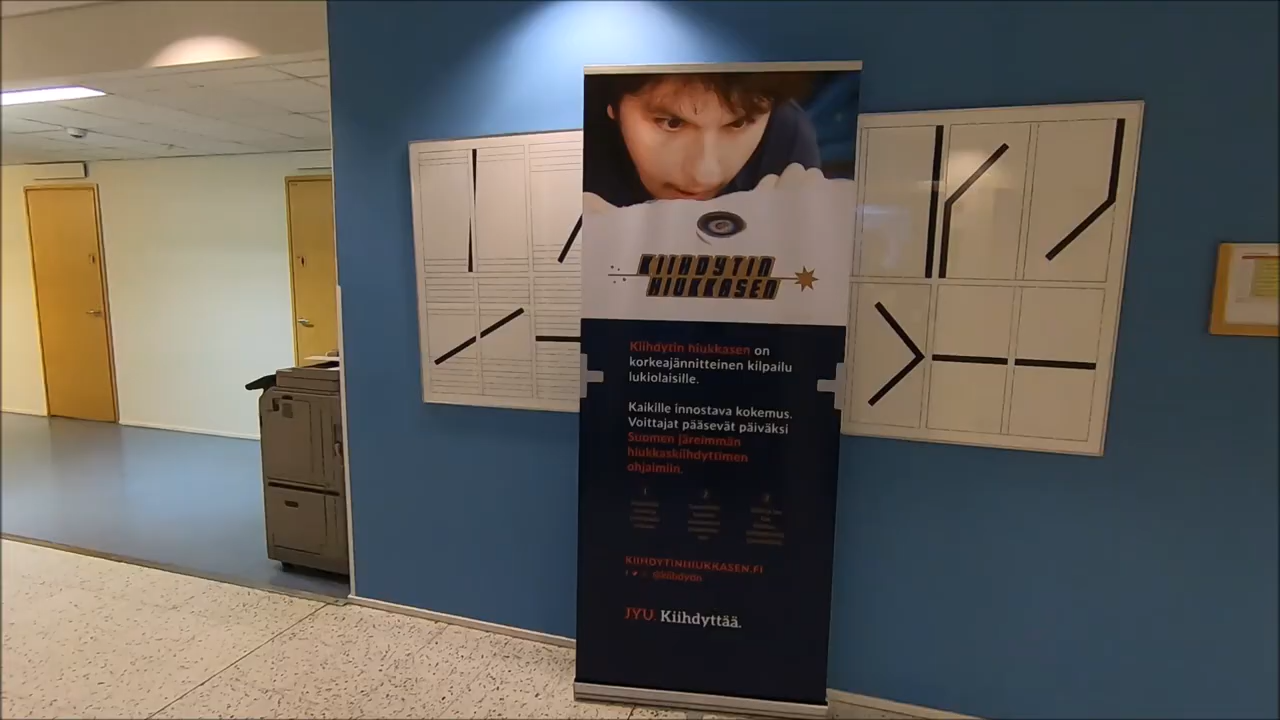 KIIHDYTIN
HIUKKASEN
Kiihdytin hiukkasen on
korkeajännitteinen kilpailu
lukiolaisille.
Kaikille innostava kokemus.
Voittajat pääsevät päiväksi
Suomen järeimmän
hiukkaskiihdyttimen
ohjaimiin.
1 2 3
KIIHDYTINHIUKKASEN.FI
@kiihdytin
JYU. Kiihdyttää.